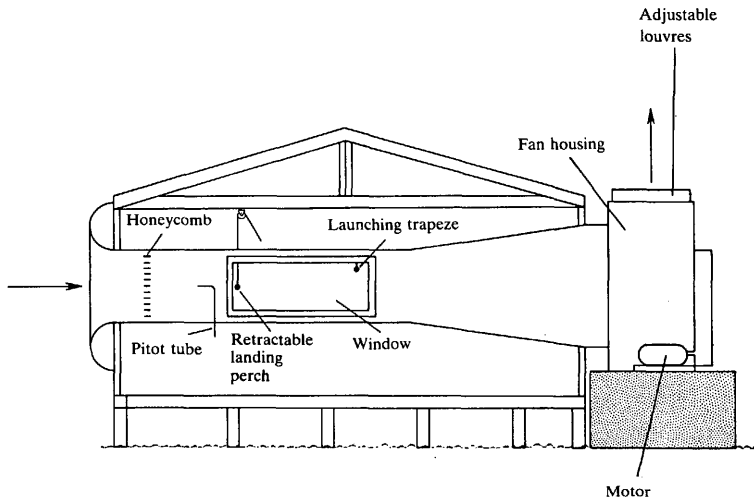 Adjustable
louvres
Fan housing
Honeycomb
Launching trapeze
Pitot tube
Retractable
landing
perch
Window
Motor